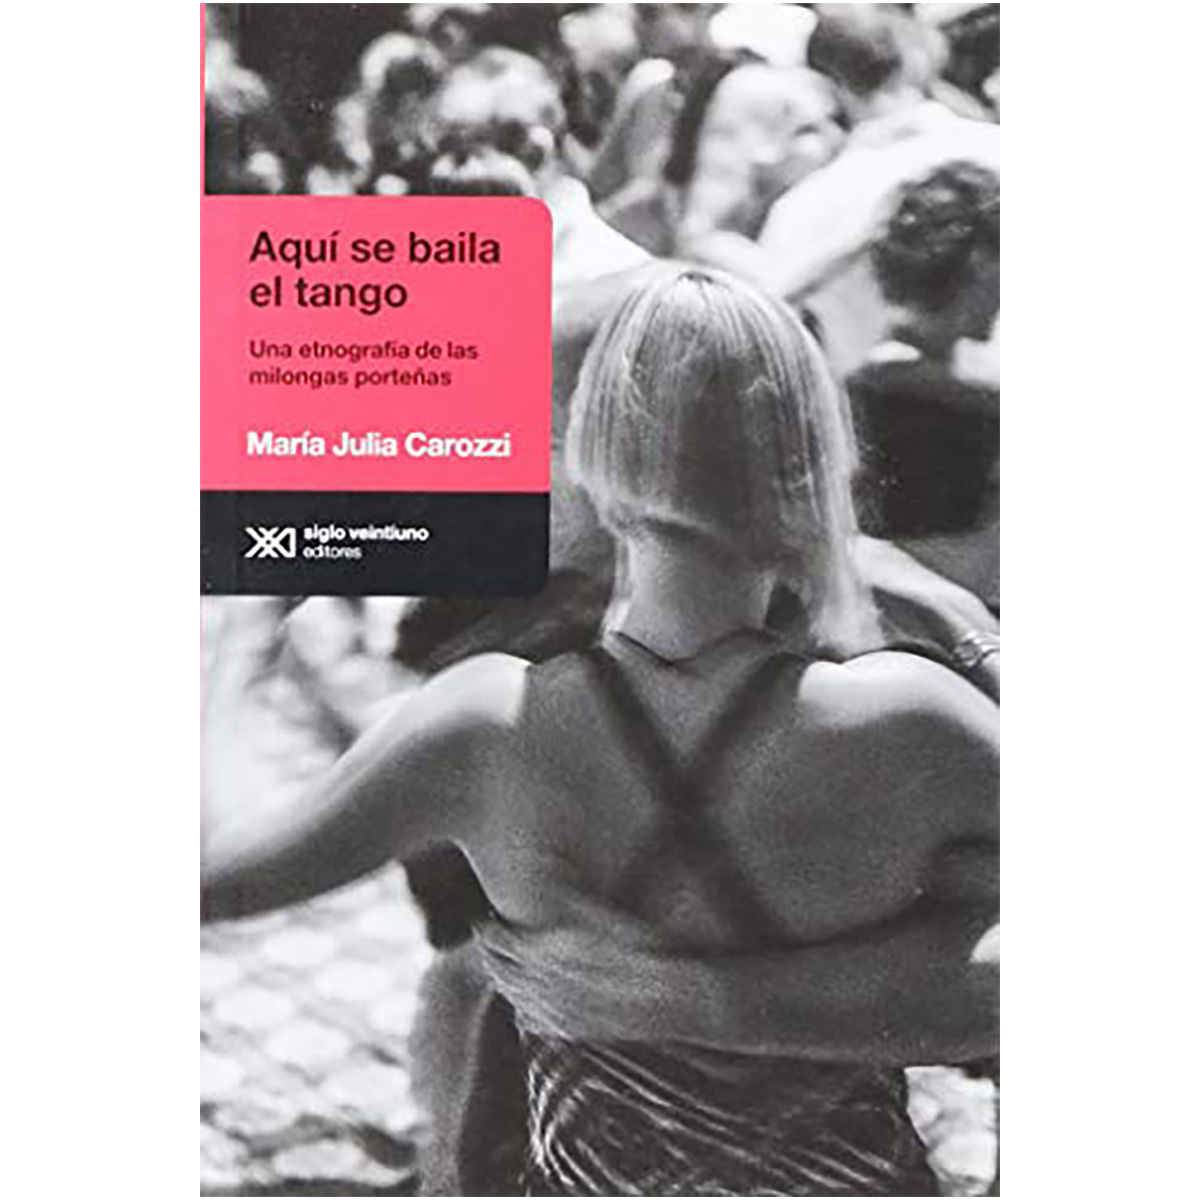 Aquí se baila
el tango
Una etnografía de las
milongas porteñas
María Julia Carozzi
siglo veintiuno
editores